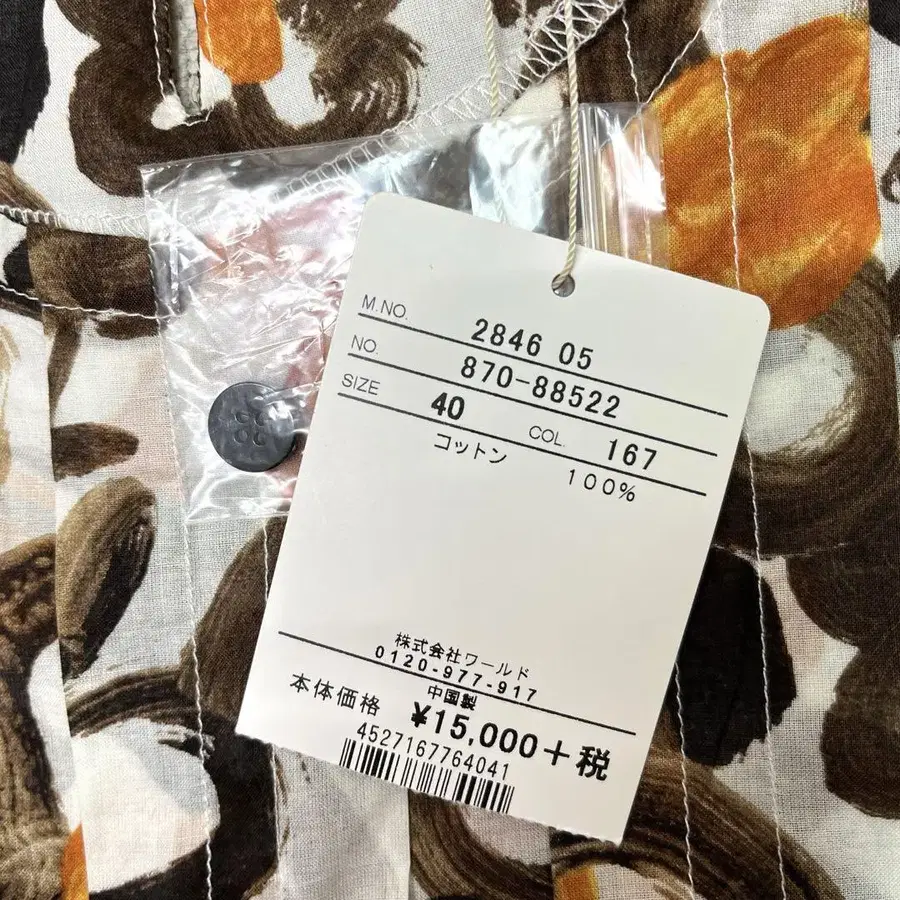 M.NO. 2846 05
NO. 870-88522
SIZE 40 COL. 167
コットン 100%
株式会社ワールド
0120-977-917
中国製
本体価格 ¥15,000+税
4527167764041